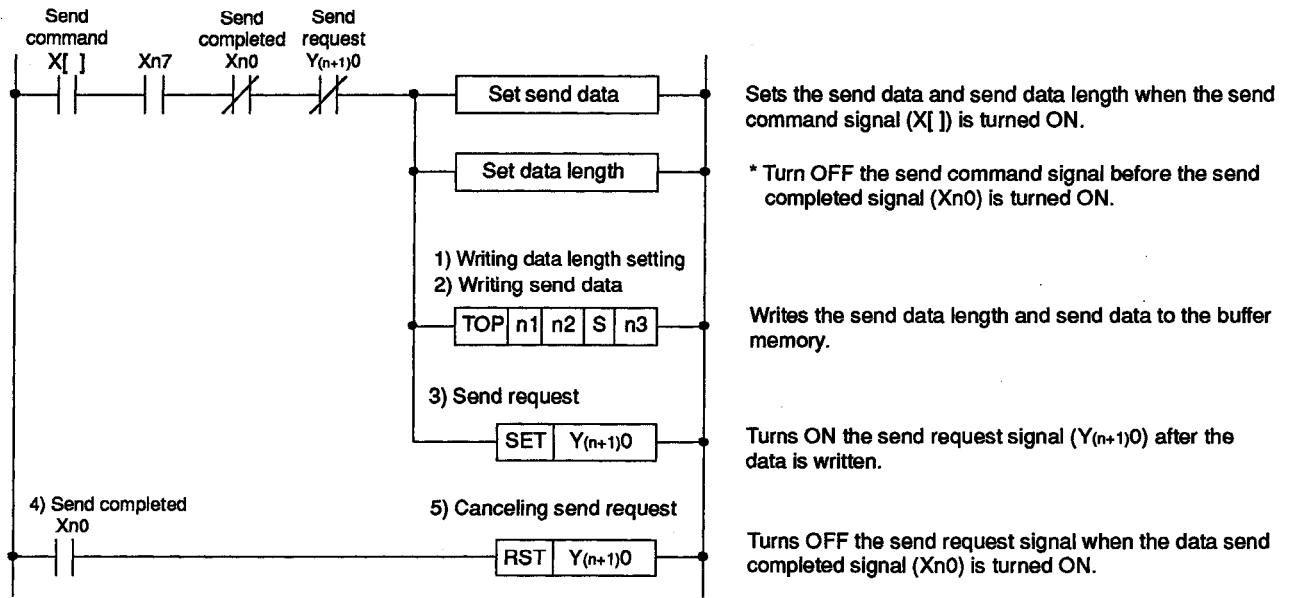 Send command
Send completed
Send request
X[ ]
Xn7
Xn0
Y(n+1)0
Set send data
Sets the send data and send data length when the send
command signal (X[ ]) is turned ON.
Set data length
* Turn OFF the send command signal before the send
completed signal (Xn0) is turned ON.
1) Writing data length setting
2) Writing send data
TOP n1 n2 S n3
Writes the send data length and send data to the buffer
memory.
3) Send request
SET Y(n+1)0
Turns ON the send request signal (Y(n+1)0) after the
data is written.
4) Send completed
Xn0
5) Canceling send request
RST Y(n+1)0
Turns OFF the send request signal when the data send
completed signal (Xn0) is turned ON.